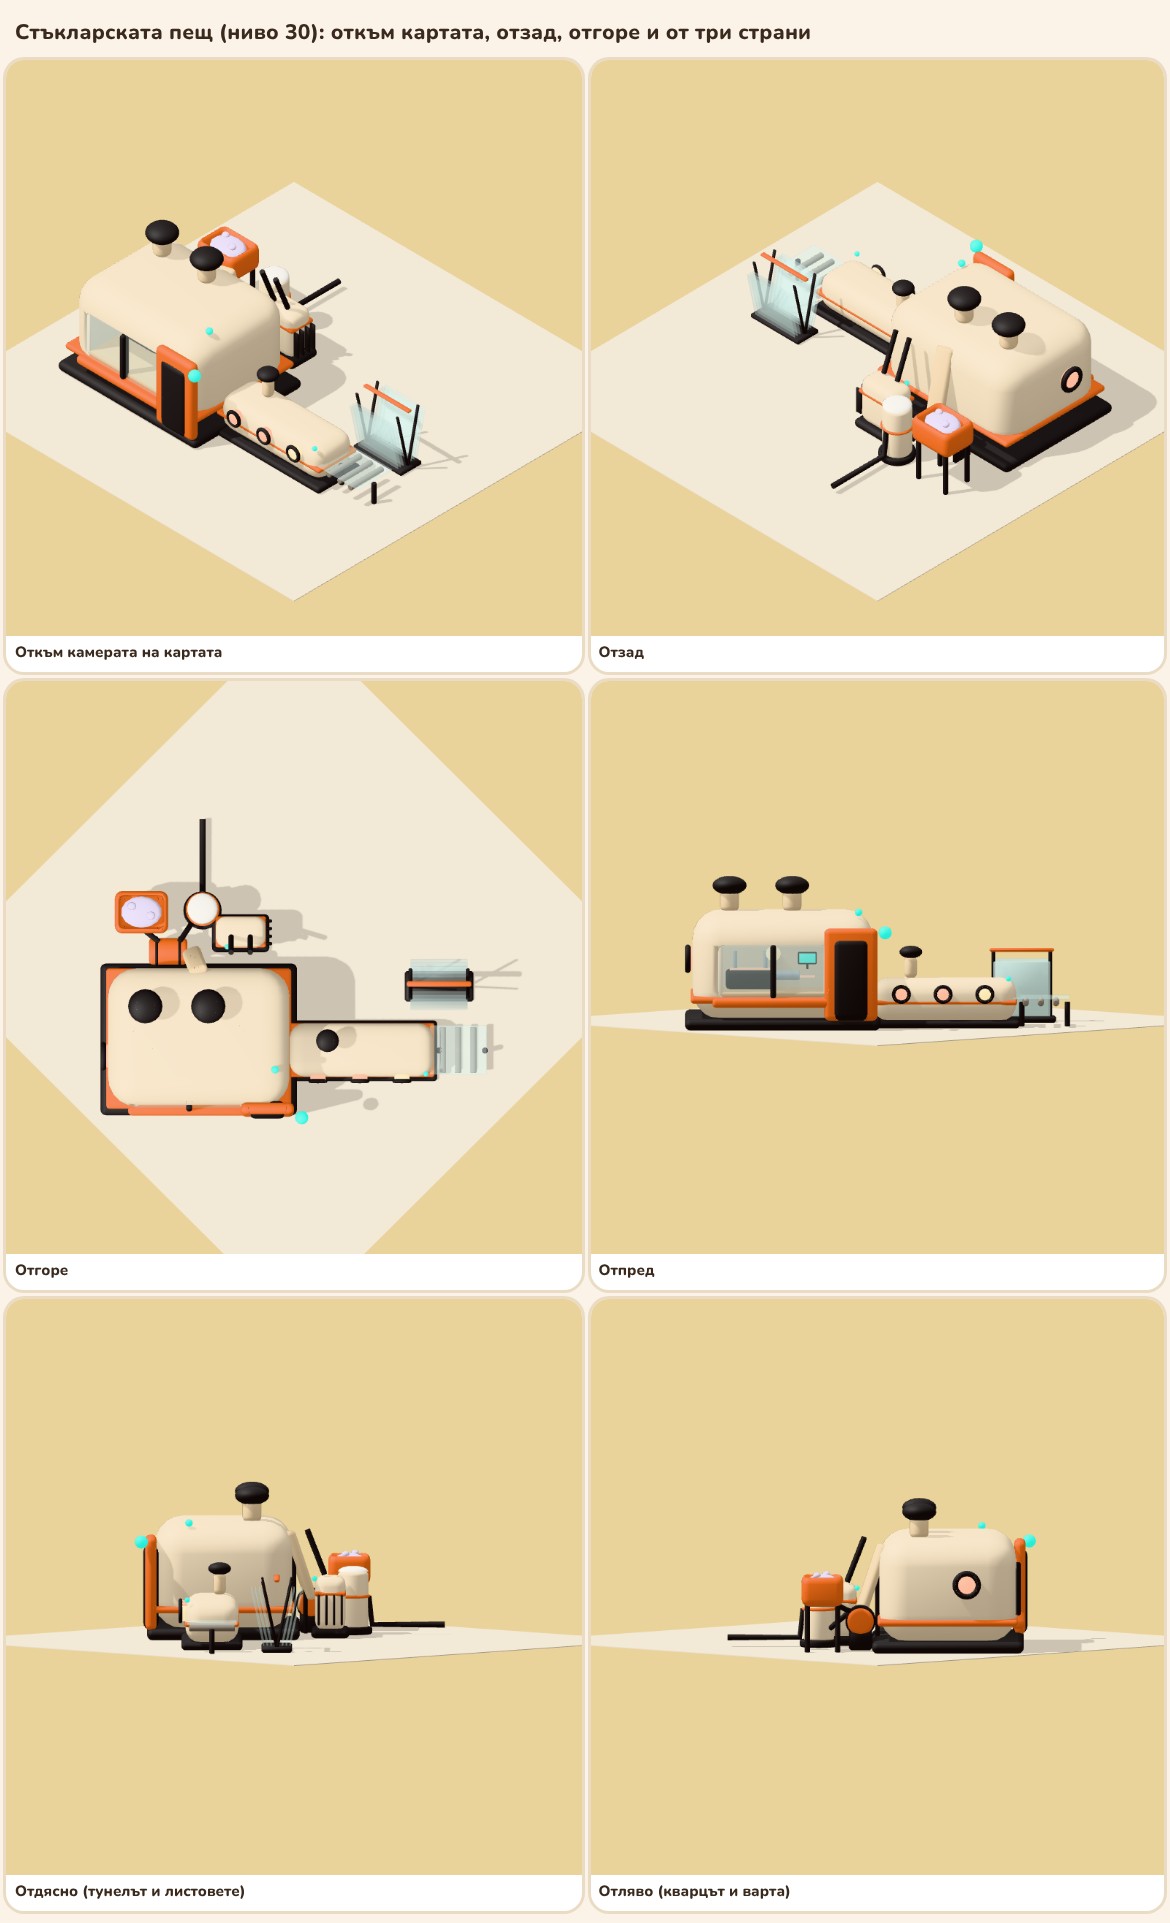 Стъкларската пещ (ниво 30): откъм картата, отзад, отгоре и от три страни
Откъм камерата на картата
Отзад
Отгоре
Отпред
Отдясно (тунелът и листовете)
Отляво (кварцът и варта)